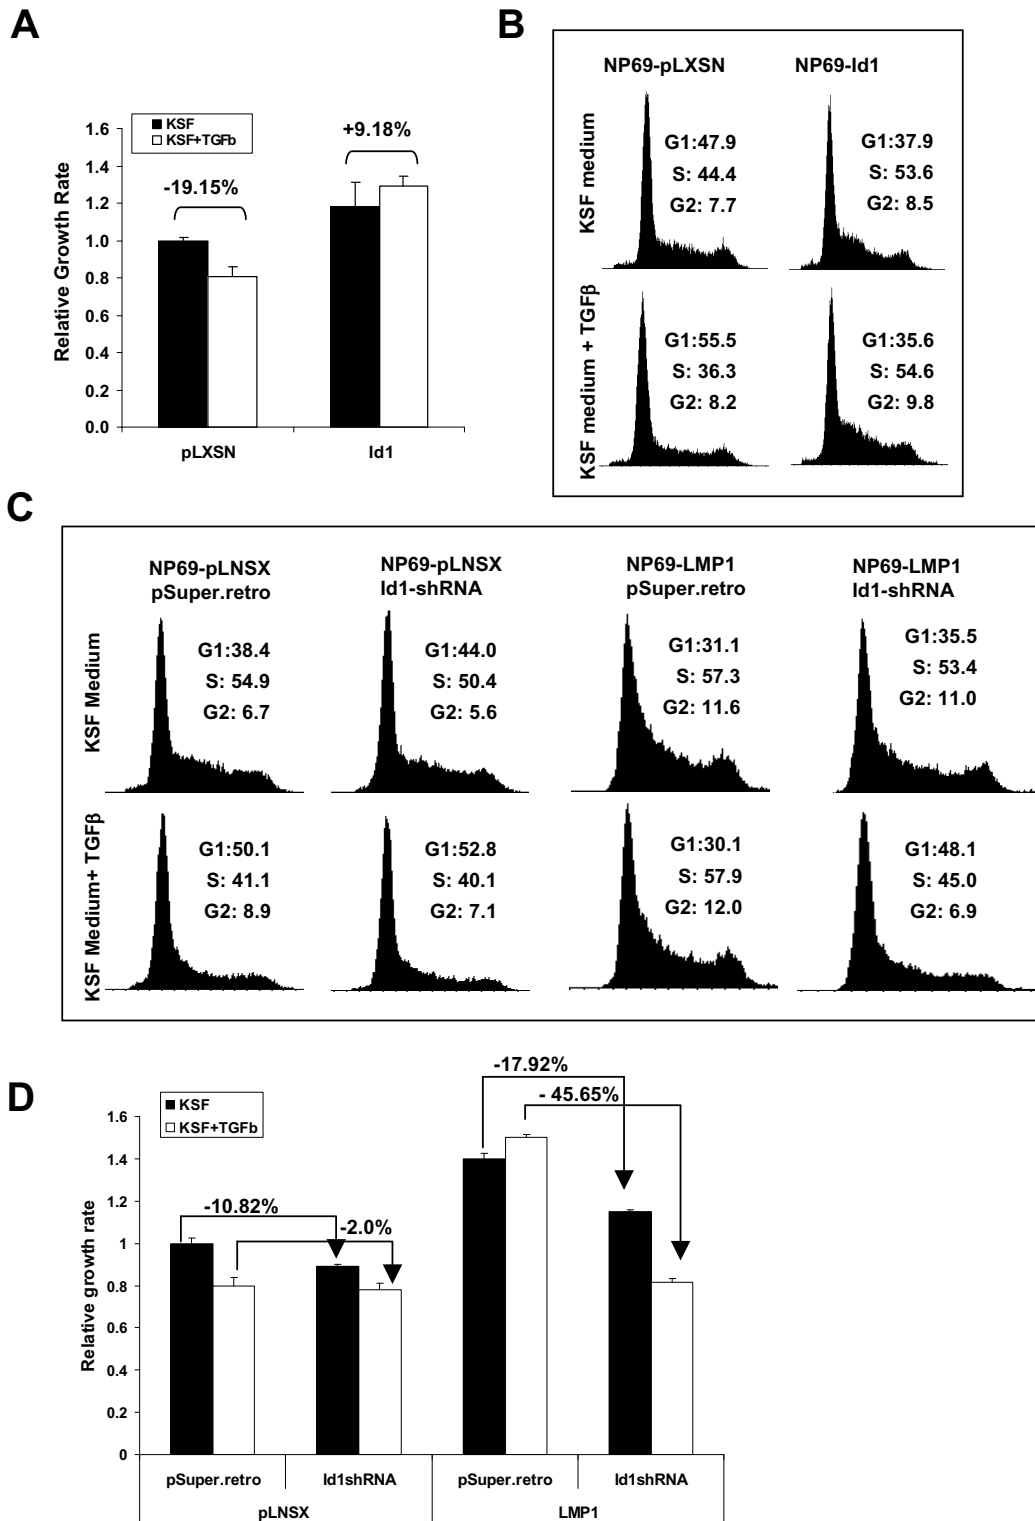 A
KSF
KSF+TGFb
-19.15%
+9.18%
Relative Growth Rate
1.6
1.4
1.2
1.0
0.8
0.6
0.4
0.2
0.0
pLXSN
Id1
B
NP69-pLXSN
NP69-Id1
KSF medium
G1:47.9
S: 44.4
G2: 7.7
G1:37.9
S: 53.6
G2: 8.5
KSF medium + TGFβ
G1:55.5
S: 36.3
G2: 8.2
G1:35.6
S: 54.6
G2: 9.8
C
NP69-pLNSX
pSuper.retro
NP69-pLNSX
Id1-shRNA
NP69-LMP1
pSuper.retro
NP69-LMP1
Id1-shRNA
KSF Medium
G1:38.4
S: 54.9
G2: 6.7
G1:44.0
S: 50.4
G2: 5.6
G1:31.1
S: 57.3
G2: 11.6
G1:35.5
S: 53.4
G2: 11.0
KSF Medium+ TGFβ
G1:50.1
S: 41.1
G2: 8.9
G1:52.8
S: 40.1
G2: 7.1
G1:30.1
S: 57.9
G2: 12.0
G1:48.1
S: 45.0
G2: 6.9
D
KSF
KSF+TGFb
-10.82%
-2.0%
-17.92%
- 45.65%
Relative growth rate
1.6
1.4
1.2
1
0.8
0.6
0.4
0.2
0
pSuper.retro
Id1shRNA
pSuper.retro
Id1shRNA
pLNSX
LMP1